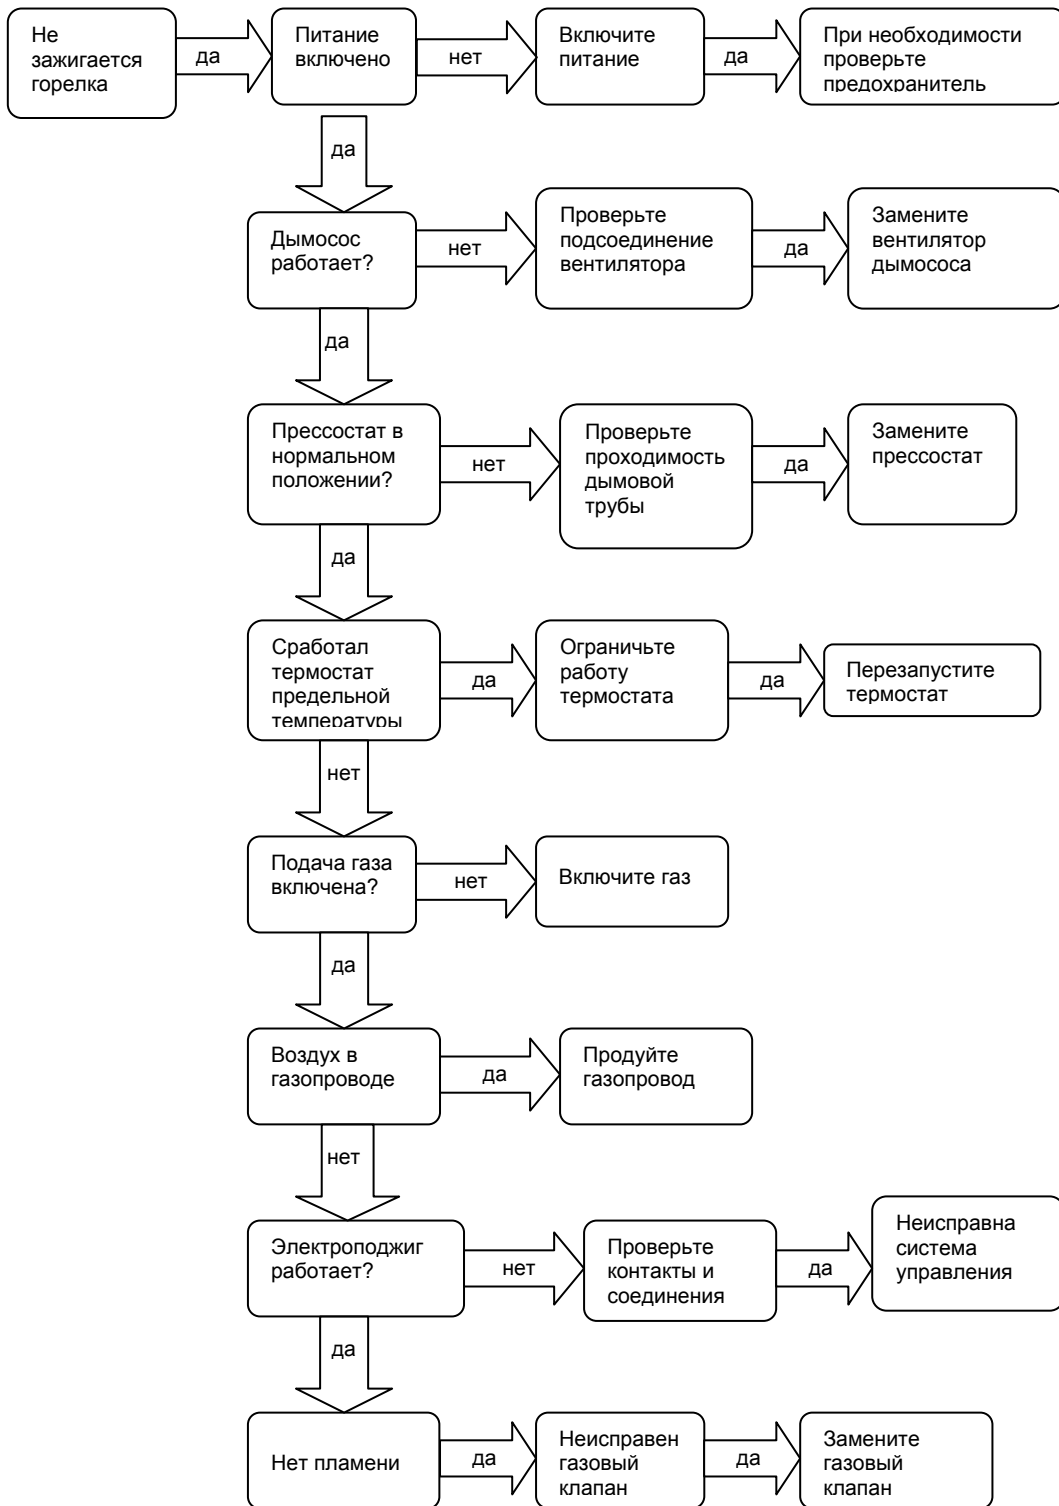 Не
зажигается
горелка
да
Питание
включено
нет
Включите
питание
да
При необходимости
проверьте
предохранитель
да
Дымосос
работает?
нет
Проверьте
подсоединение
вентилятора
да
Замените
вентилятор
дымососа
да
Прессостат в
нормальном
положении?
нет
Проверьте
проходимость
дымовой
трубы
да
Замените
прессостат
да
Сработал
термостат
предельной
температуры
да
Ограничьте
работу
термостата
да
Перезапустите
термостат
нет
Подача газа
включена?
нет
Включите газ
да
Воздух в
газопроводе
да
Продуйте
газопровод
нет
Электроподжиг
работает?
нет
Проверьте
контакты и
соединения
да
Неисправна
система
управления
да
Нет пламени
да
Неисправен
газовый
клапан
да
Замените
газовый
клапан